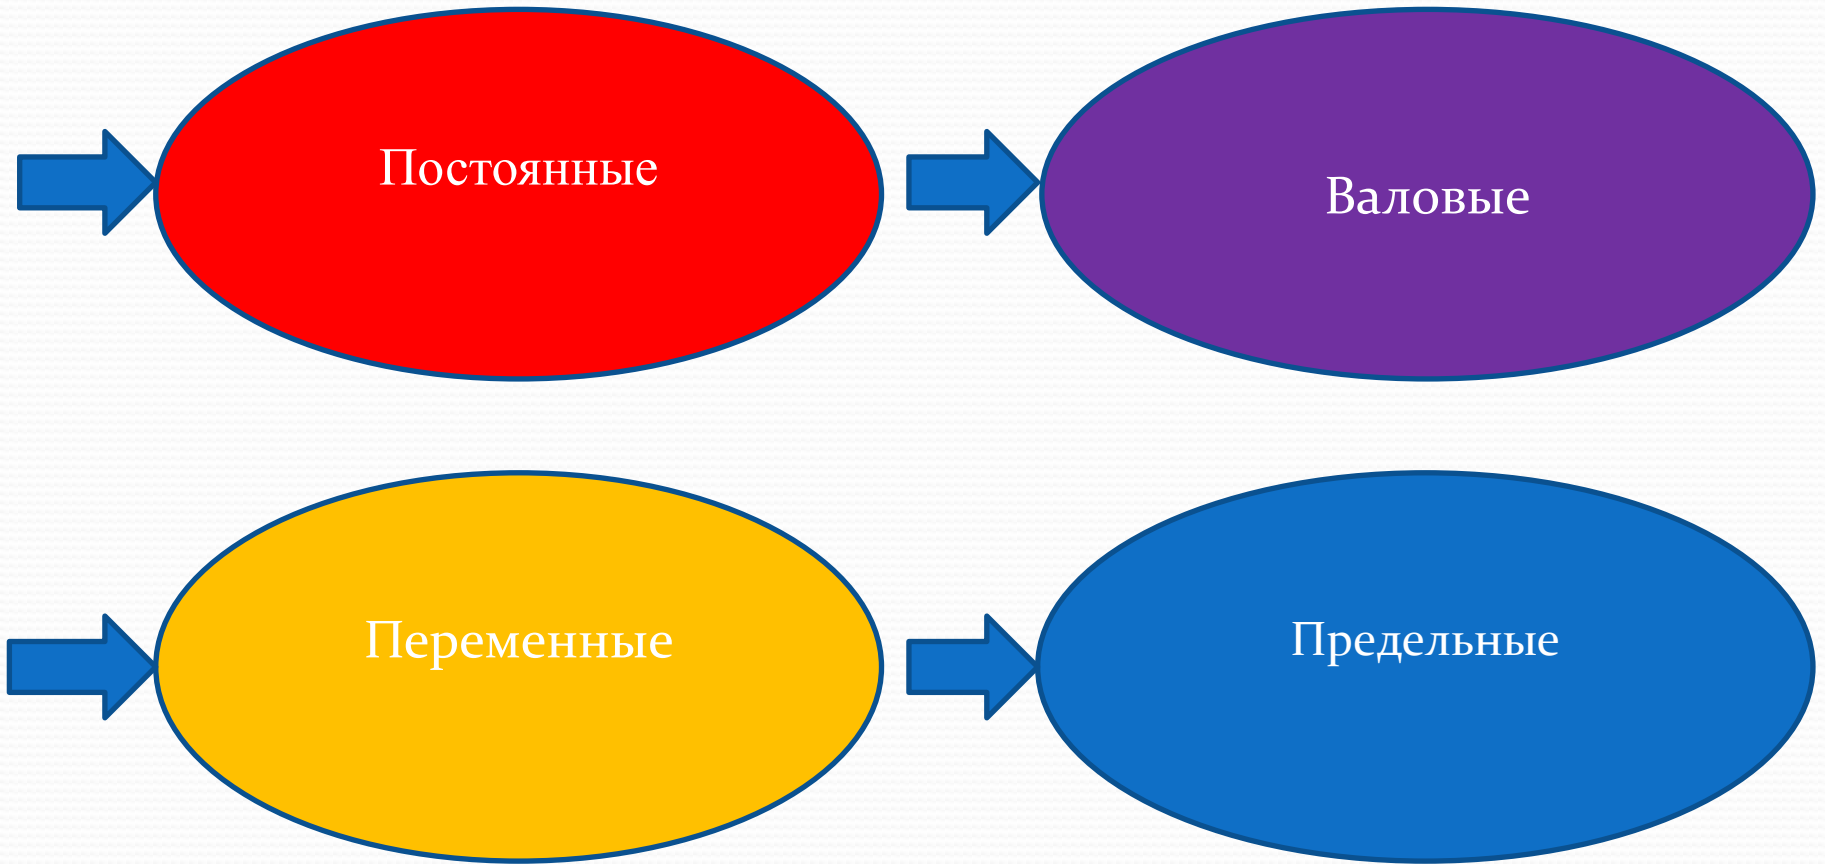 Постоянные
Валовые
Переменные
Предельные